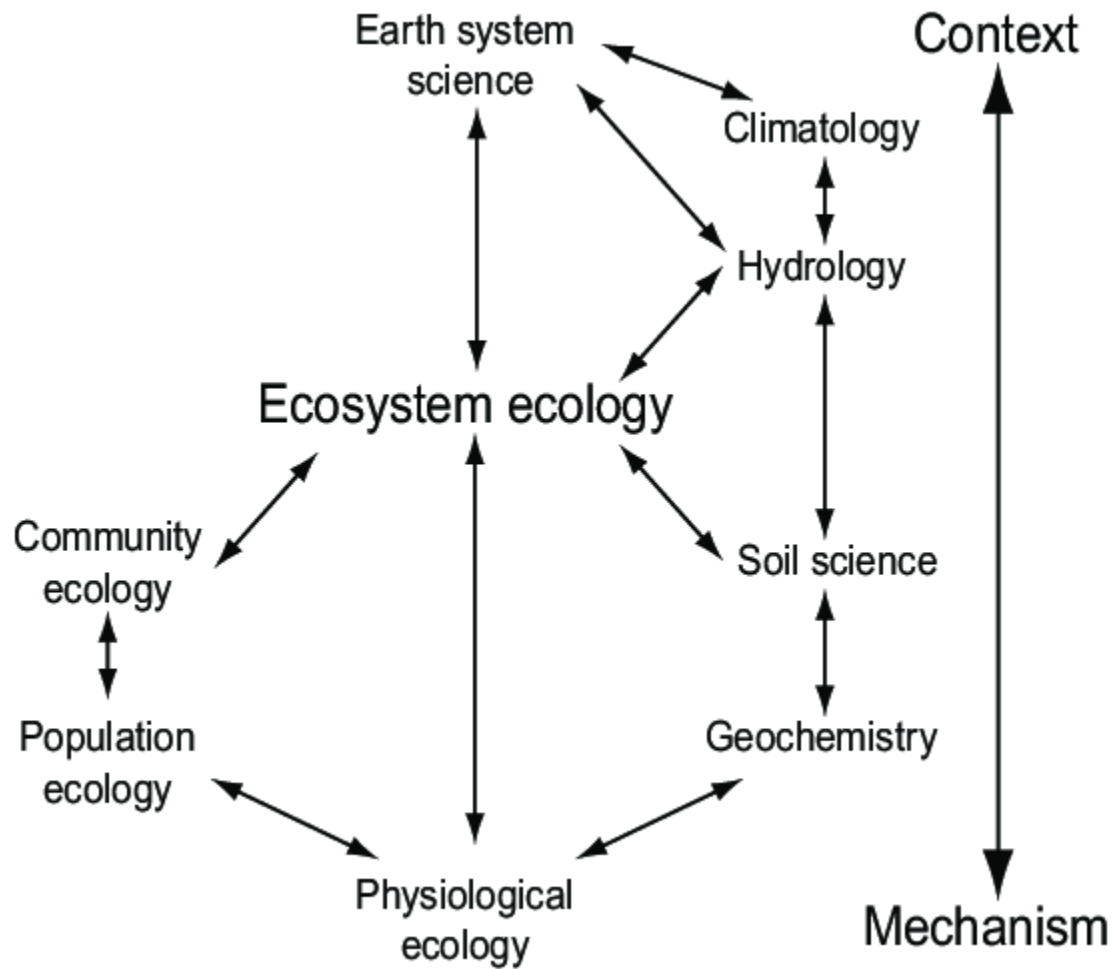 Earth system
science
Context
Climatology
Hydrology
Ecosystem ecology
Community
ecology
Soil science
Population
ecology
Geochemistry
Physiological
ecology
Mechanism